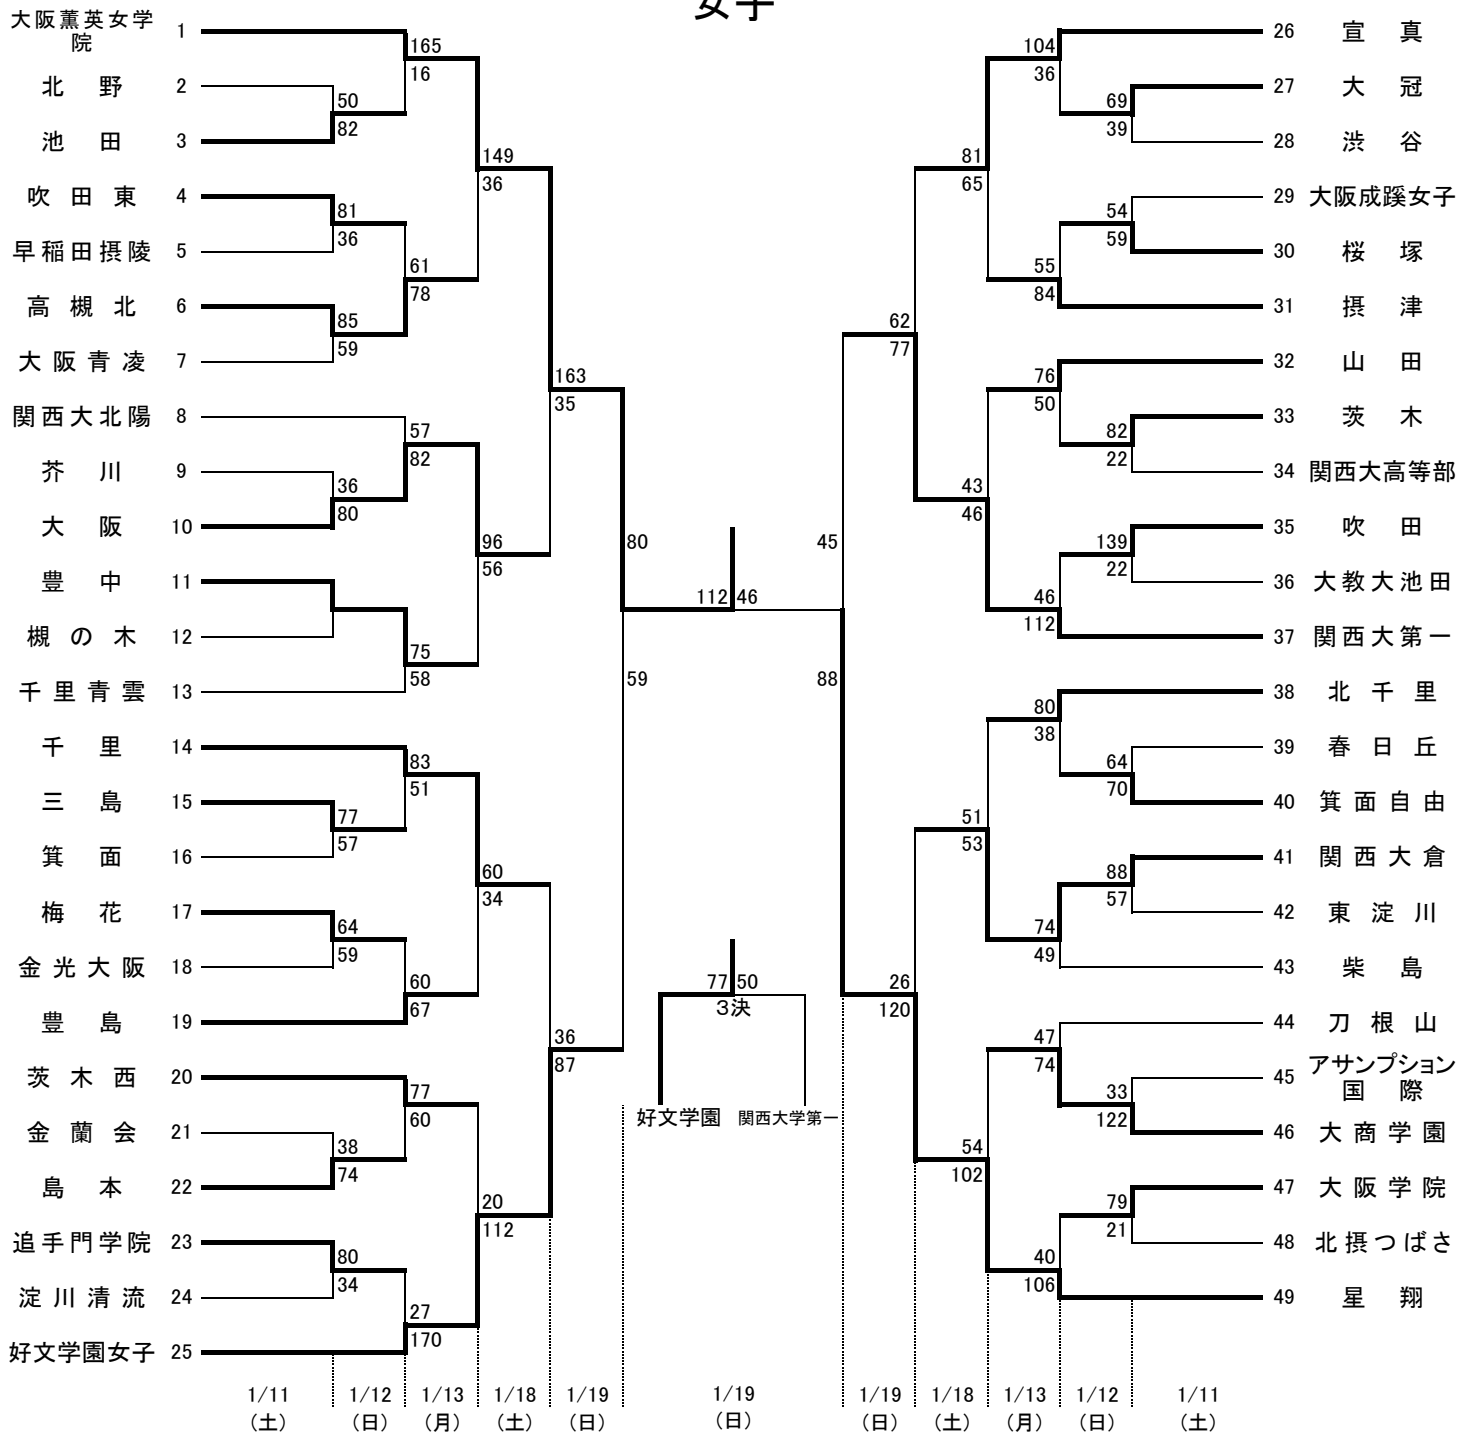 女子
大阪薫英女学
院 1
北野 2
池田 3
吹田東 4
早稲田摂陵 5
高槻北 6
大阪青凌 7
関西大北陽 8
芥川 9
大阪 10
豊中 11
槻の木 12
千里青雲 13
千里 14
三島 15
箕面 16
梅花 17
金光大阪 18
豊島 19
茨木西 20
金蘭会 21
島本 22
追手門学院 23
淀川清流 24
好文学園女子 25
50
82
81
36
85
59
36
80
77
57
64
59
38
74
80
34
165
16
61
78
57
82
75
58
83
51
60
67
77
60
27
170
149
36
96
56
60
34
20
112
163
35
36
87
80
59
112 46
45
88
77 50
3決
好文学園 関西大学第一
62
77
26
120
81
65
43
46
51
53
54
102
104
36
55
84
76
50
46
112
80
38
74
49
47
74
40
106
69
39
54
59
82
22
139
22
64
70
88
57
33
122
79
21
26 宣真
27 大冠
28 渋谷
29 大阪成蹊女子
30 桜塚
31 摂津
32 山田
33 茨木
34 関西大高等部
35 吹田
36 大教大池田
37 関西大第一
38 北千里
39 春日丘
40 箕面自由
41 関西大倉
42 東淀川
43 柴島
44 刀根山
45 アサンプション
国際
46 大商学園
47 大阪学院
48 北摂つばさ
49 星翔
1/11 1/12 1/13 1/18 1/19 1/19 1/19 1/18 1/13 1/12 1/11
(土) (日) (月) (土) (日) (日) (日) (土) (月) (日) (土)